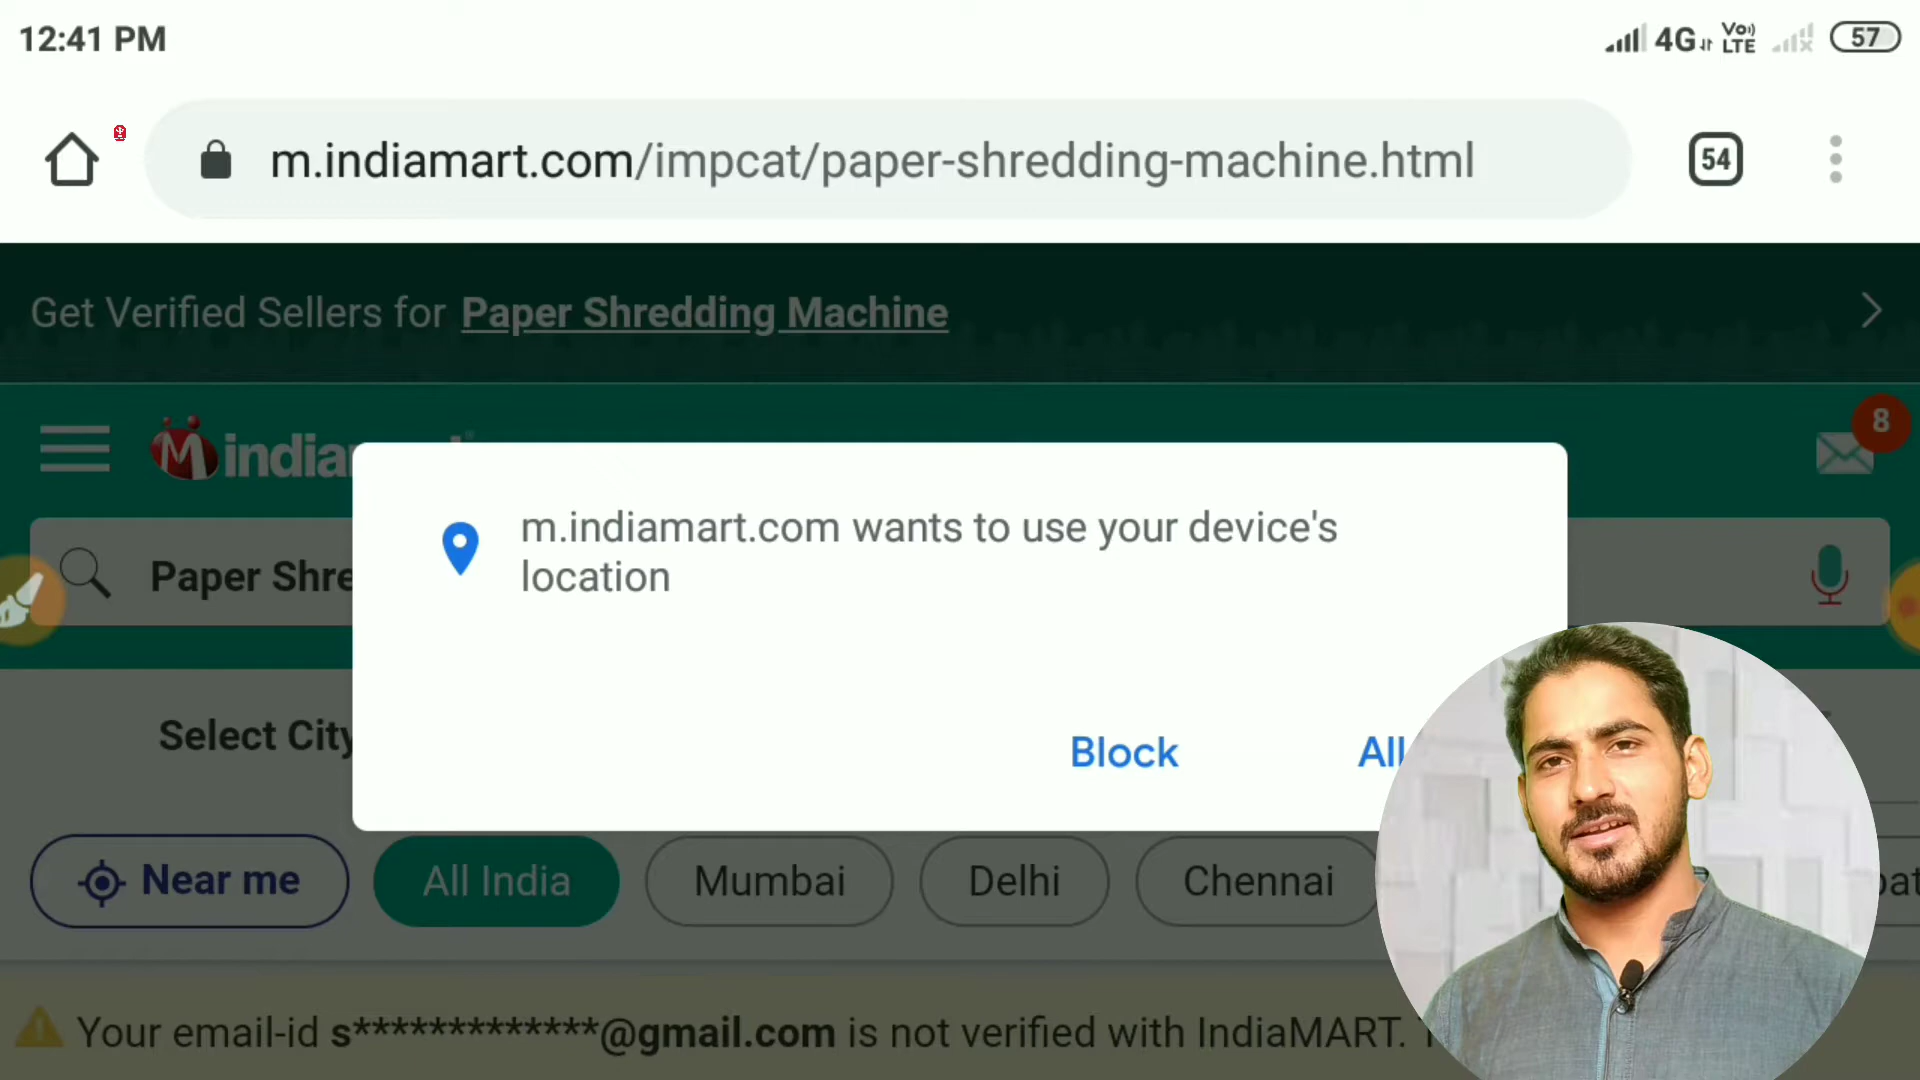 12:41 PM
4G VoLTE 57
m.indiamart.com/impcat/paper-shredding-machine.html
54
Get Verified Sellers for Paper Shredding Machine
8
m.indiamart.com wants to use your device's
location
Paper Shre
Select City
Block All
Near me All India Mumbai Delhi Chennai
Your email-id s*************@gmail.com is not verified with IndiaMART.